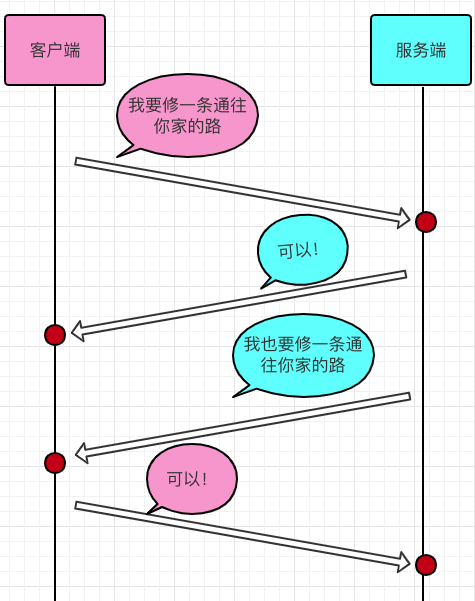 客户端
服务端
我要修一条通往
你家的路
可以！
我也要修一条通
往你家的路
可以！